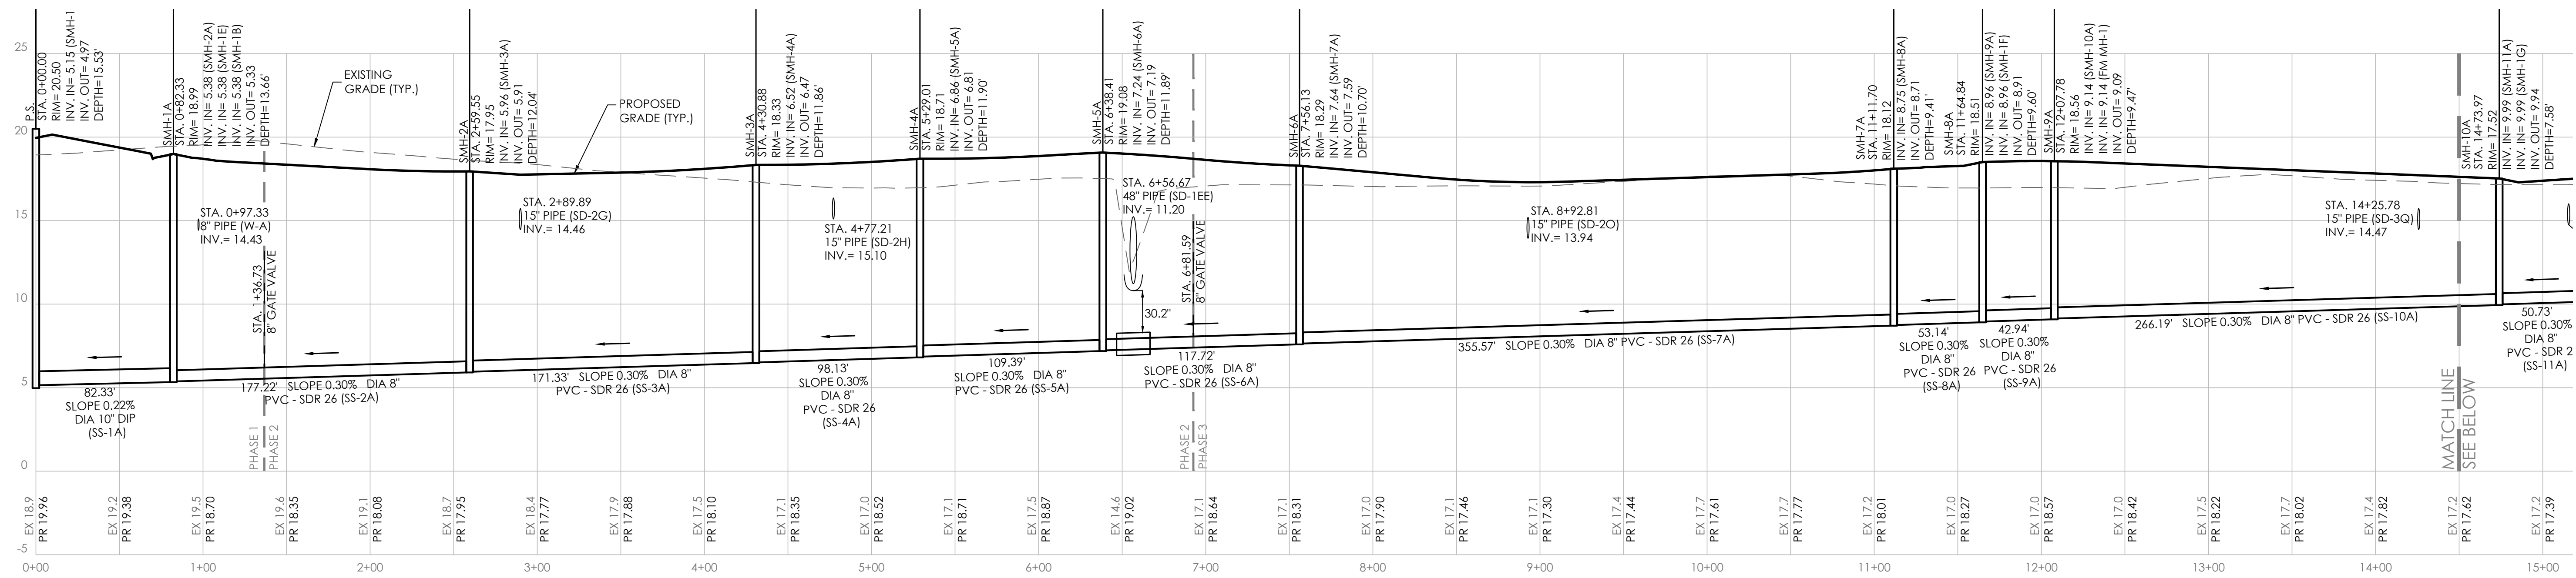 25
20
15
10
5
0
-5
P.S.
STA. 0+00.00
RIM= 20.50
INV. IN= 5.15 (SMH-1
INV. OUT= 4.97
DEPTH=15.53'
SMH-1A
STA. 0+82.33
RIM= 18.99
INV. IN= 5.38 (SMH-2A)
INV. IN= 5.38 (SMH-1E)
INV. IN= 5.38 (SMH-1B)
INV. OUT= 5.33
DEPTH=13.66'
EXISTING
GRADE (TYP.)
SMH-2A
STA. 2+59.55
RIM= 17.95
INV. IN= 5.96 (SMH-3A)
INV. OUT= 5.91
DEPTH=12.04'
PROPOSED
GRADE (TYP.)
SMH-3A
STA. 4+30.88
RIM= 18.33
INV. IN= 6.52 (SMH-4A)
INV. OUT= 6.47
DEPTH=11.86'
SMH-4A
STA. 5+29.01
RIM= 18.71
INV. IN= 6.86 (SMH-5A)
INV. OUT= 6.81
DEPTH=11.90'
SMH-5A
STA. 6+38.41
RIM= 19.08
INV. IN= 7.24 (SMH-6A)
INV. OUT= 7.19
DEPTH=11.89'
SMH-6A
STA. 7+56.13
RIM= 18.29
INV. IN= 7.64 (SMH-7A)
INV. OUT= 7.59
DEPTH=10.70'
SMH-7A
STA. 11+11.70
RIM= 18.12
INV. IN= 8.75 (SMH-8A)
INV. OUT= 8.71
DEPTH=9.41'
SMH-8A
STA. 11+64.84
RIM= 18.51
INV. IN= 8.96 (SMH-9A)
INV. IN= 8.96 (SMH-1F)
INV. OUT= 8.91
DEPTH=9.60'
SMH-9A
STA. 12+07.78
RIM= 18.56
INV. IN= 9.14 (SMH-10A)
INV. IN= 9.14 (FM MH-1)
INV. OUT= 9.09
DEPTH=9.47'
SMH-10A
STA. 14+73.97
RIM= 17.52
INV. IN= 9.99 (SMH-11A)
INV. IN= 9.99 (SMH-1G)
INV. OUT= 9.94
DEPTH=7.58'
STA. 0+97.33
8" PIPE (W-A)
INV.= 14.43
STA. 1+36.73
8" GATE VALVE
STA. 2+89.89
15" PIPE (SD-2G)
INV.= 14.46
STA. 4+77.21
15" PIPE (SD-2H)
INV.= 15.10
STA. 6+56.67
48" PIPE (SD-1EE)
INV.= 11.20
30.2"
STA. 6+81.59
8" GATE VALVE
STA. 8+92.81
15" PIPE (SD-2O)
INV.= 13.94
STA. 14+25.78
15" PIPE (SD-3Q)
INV.= 14.47
82.33'
SLOPE 0.22%
DIA 10" DIP
(SS-1A)
177.22' SLOPE 0.30% DIA 8"
PVC - SDR 26 (SS-2A)
171.33' SLOPE 0.30% DIA 8"
PVC - SDR 26 (SS-3A)
98.13'
SLOPE 0.30%
DIA 8"
PVC - SDR 26
(SS-4A)
109.39'
SLOPE 0.30% DIA 8"
PVC - SDR 26 (SS-5A)
117.72'
SLOPE 0.30% DIA 8"
PVC - SDR 26 (SS-6A)
355.57' SLOPE 0.30% DIA 8" PVC - SDR 26 (SS-7A)
53.14'
SLOPE 0.30%
DIA 8"
PVC - SDR 26
(SS-8A)
42.94'
SLOPE 0.30%
DIA 8"
PVC - SDR 26
(SS-9A)
266.19' SLOPE 0.30% DIA 8" PVC - SDR 26 (SS-10A)
50.73'
SLOPE 0.30%
DIA 8"
PVC - SDR 2
(SS-11A)
PHASE 1
PHASE 2
PHASE 2
PHASE 3
MATCH LINE
SEE BELOW
EX 18.9
PR 19.96
EX 19.2
PR 19.38
EX 19.5
PR 18.70
EX 19.6
PR 18.35
EX 19.1
PR 18.08
EX 18.7
PR 17.95
EX 18.4
PR 17.77
EX 17.9
PR 17.88
EX 17.5
PR 18.10
EX 17.1
PR 18.35
EX 17.0
PR 18.52
EX 17.1
PR 18.71
EX 17.5
PR 18.87
EX 14.6
PR 19.02
EX 17.1
PR 18.64
EX 17.1
PR 18.31
EX 17.0
PR 17.90
EX 17.1
PR 17.46
EX 17.1
PR 17.30
EX 17.4
PR 17.44
EX 17.7
PR 17.61
EX 17.7
PR 17.77
EX 17.2
PR 18.01
EX 17.0
PR 18.27
EX 17.0
PR 18.57
EX 17.0
PR 18.42
EX 17.5
PR 18.22
EX 17.7
PR 18.02
EX 17.4
PR 17.82
EX 17.2
PR 17.62
EX 17.2
PR 17.39
0+00
1+00
2+00
3+00
4+00
5+00
6+00
7+00
8+00
9+00
10+00
11+00
12+00
13+00
14+00
15+00